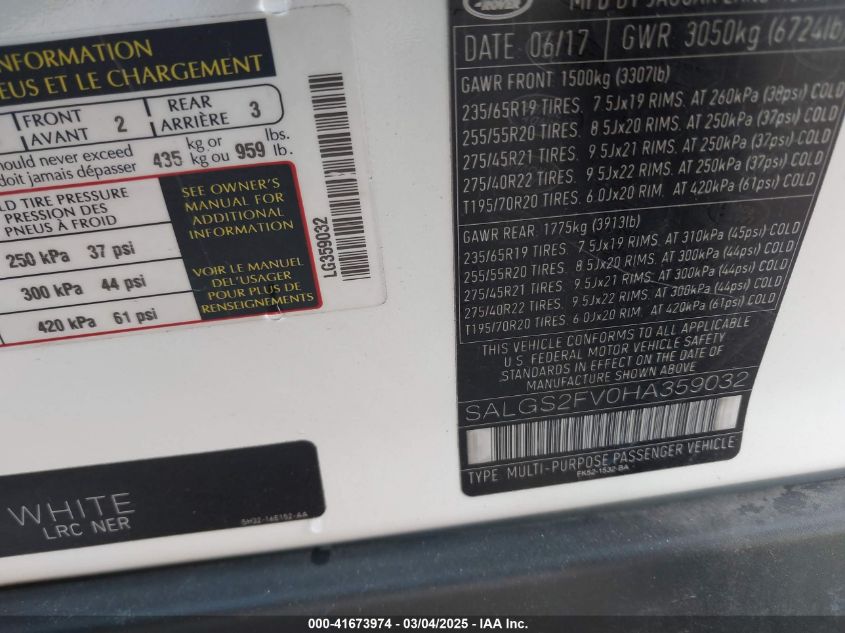 INFORMATION
PNEUS ET LE CHARGEMENT
FRONT
AVANT 2
REAR
ARRIÈRE 3
should never exceed
doit jamais dépasser 435 kg or
kg ou 959 lbs.
lb.
TIRE PRESSURE
PRESSION DES
PNEUS À FROID
250 kPa 37 psi
300 kPa 44 psi
420 kPa 61 psi
SEE OWNER'S
MANUAL FOR
ADDITIONAL
INFORMATION
VOIR LE MANUEL
DEL'USAGER
POUR PLUS DE
RENSEIGNEMENTS
LG359032
WHITE
LRC NER
MFD BY JAGUAR
DATE 06/17 GWR 3050kg (6724lb)
GAWR FRONT 1500kg (3307lb)
235/65R19 TIRES. 7.5Jx19 RIMS. AT 260kPa (38psi) COLD
255/55R20 TIRES. 8.5Jx20 RIMS. AT 250kPa (37psi) COLD
275/45R21 TIRES. 9.5Jx21 RIMS. AT 250kPa (37psi) COLD
275/40R22 TIRES. 9.5Jx22 RIMS. AT 250kPa (37psi) COLD
T195/70R20 TIRES. 6.0Jx20 RIM. AT 420kPa (61psi) COLD
GAWR REAR: 1775kg (3913lb)
235/65R19 TIRES. 7.5Jx19 RIMS. AT 310kPa (45psi) COLD
255/55R20 TIRES. 8.5Jx20 RIMS. AT 300kPa (44psi) COLD
275/45R21 TIRES. 9.5Jx21 RIMS. AT 300kPa (44psi) COLD
275/40R22 TIRES. 9.5Jx22 RIMS. AT 300kPa (44psi) COLD
T195/70R20 TIRES. 6.0Jx20 RIM. AT 420kPa (61psi) COLD
THIS VEHICLE CONFORMS TO ALL APPLICABLE
U.S. FEDERAL MOTOR VEHICLE SAFETY
STANDARDS IN EFFECT ON THE DATE OF
MANUFACTURE SHOWN ABOVE
SALGS2FV0HA359032
TYPE MULTI-PURPOSE PASSENGER VEHICLE
FK52-1532-BA
000-41673974 / 03/04/2025 - IAA Inc.